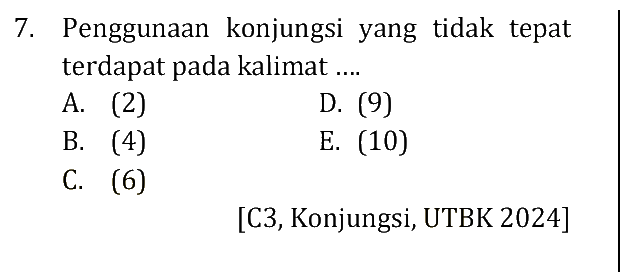 7. Penggunaan konjungsi yang tidak tepat
terdapat pada kalimat ....
A. (2) D. (9)
B. (4) E. (10)
C. (6)
[C3, Konjungsi, UTBK 2024]